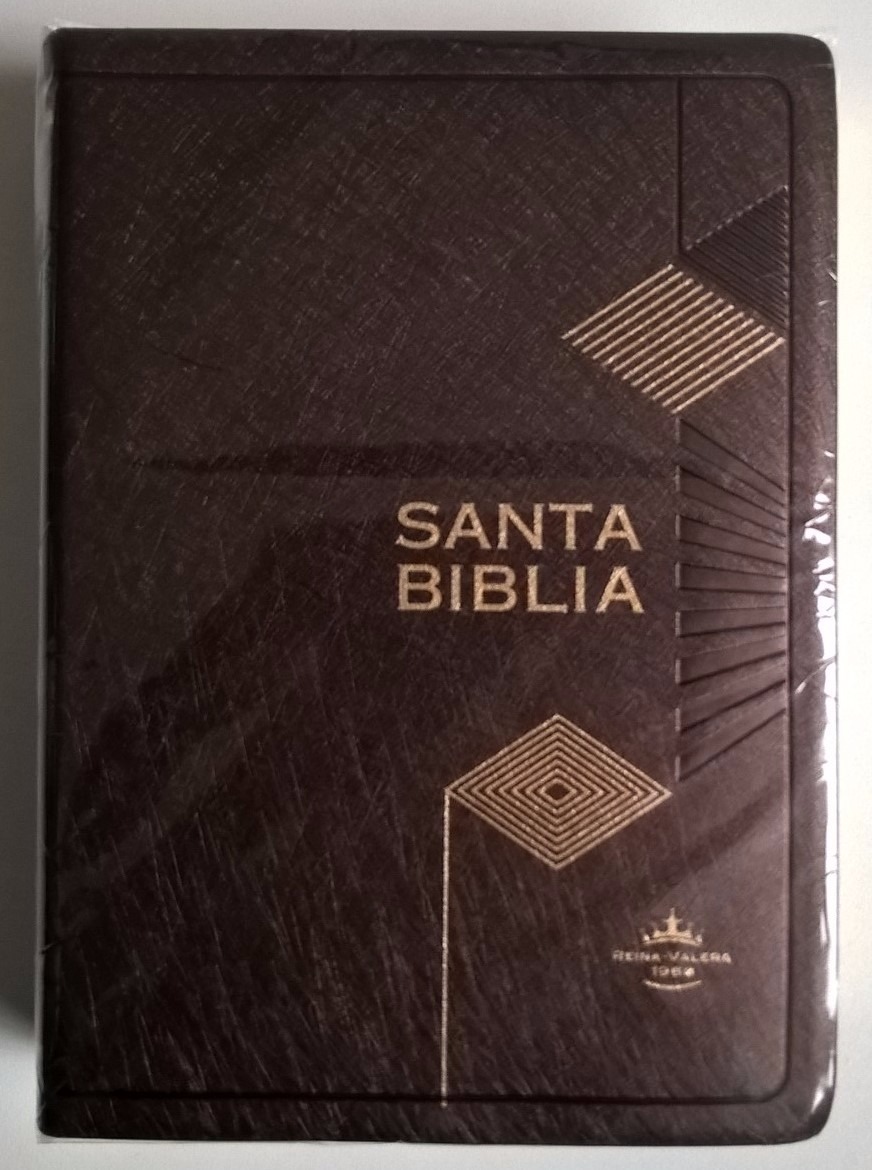 SANTA
BIBLIA
REINA-VALERA
1960